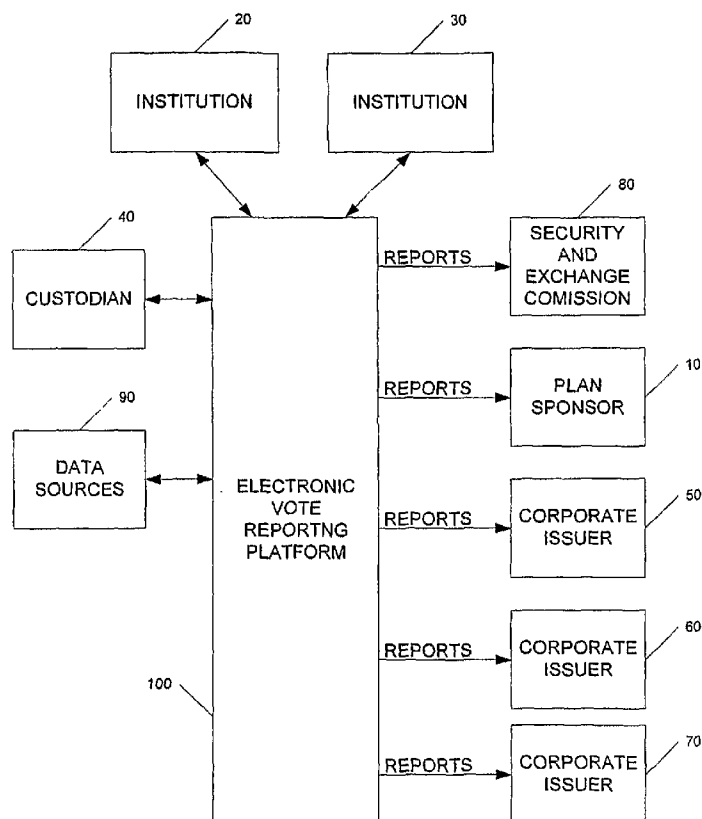 20
30
INSTITUTION
INSTITUTION
80
40
REPORTS
SECURITY
AND
EXCHANGE
COMISSION
CUSTODIAN
10
90
REPORTS
PLAN
SPONSOR
DATA
SOURCES
ELECTRONIC
VOTE
REPORTNG
PLATFORM
50
REPORTS
CORPORATE
ISSUER
60
REPORTS
CORPORATE
ISSUER
100
70
REPORTS
CORPORATE
ISSUER